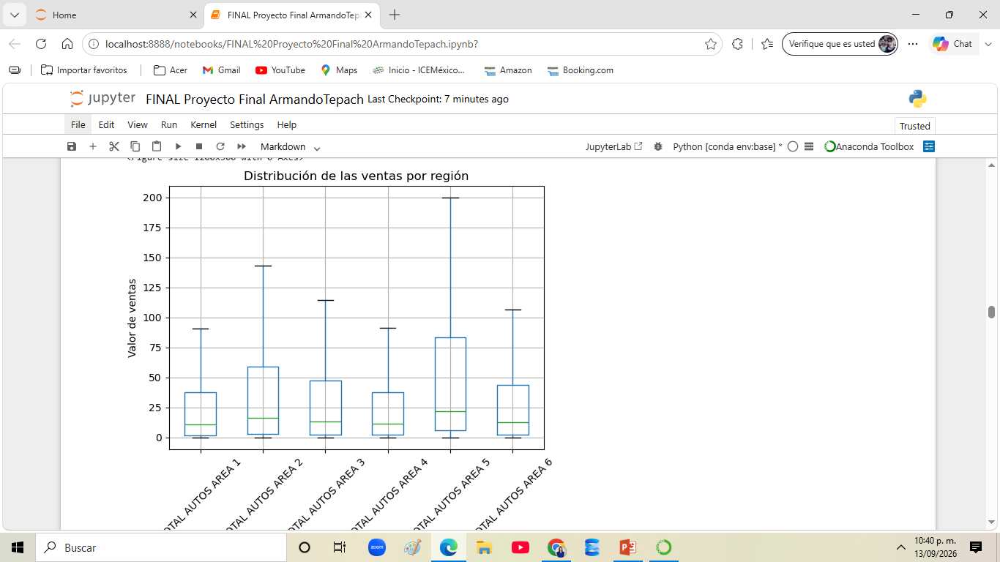 Home
FINAL Proyecto Final ArmandoTepa
localhost:8888/notebooks/FINAL%20Proyecto%20Final%20ArmandoTepach.ipynb?
Verifique que es usted
Chat
Importar favoritos
Acer
Gmail
YouTube
Maps
Inicio - ICEMéxico...
Amazon
Booking.com
jupyter FINAL Proyecto Final ArmandoTepach Last Checkpoint: 7 minutes ago
File Edit View Run Kernel Settings Help
Trusted
Markdown
JupyterLab
Python [conda env:base] *
Anaconda Toolbox
<Figure size 1200x500 with 0 Axes>
Distribución de las ventas por región
200
175
150
125
100
75
50
25
0
Valor de ventas
OTAL AUTOS AREA 1
OTAL AUTOS AREA 2
OTAL AUTOS AREA 3
OTAL AUTOS AREA 4
OTAL AUTOS AREA 5
OTAL AUTOS AREA 6
Buscar
zoom
10:40 p. m.
13/09/2026